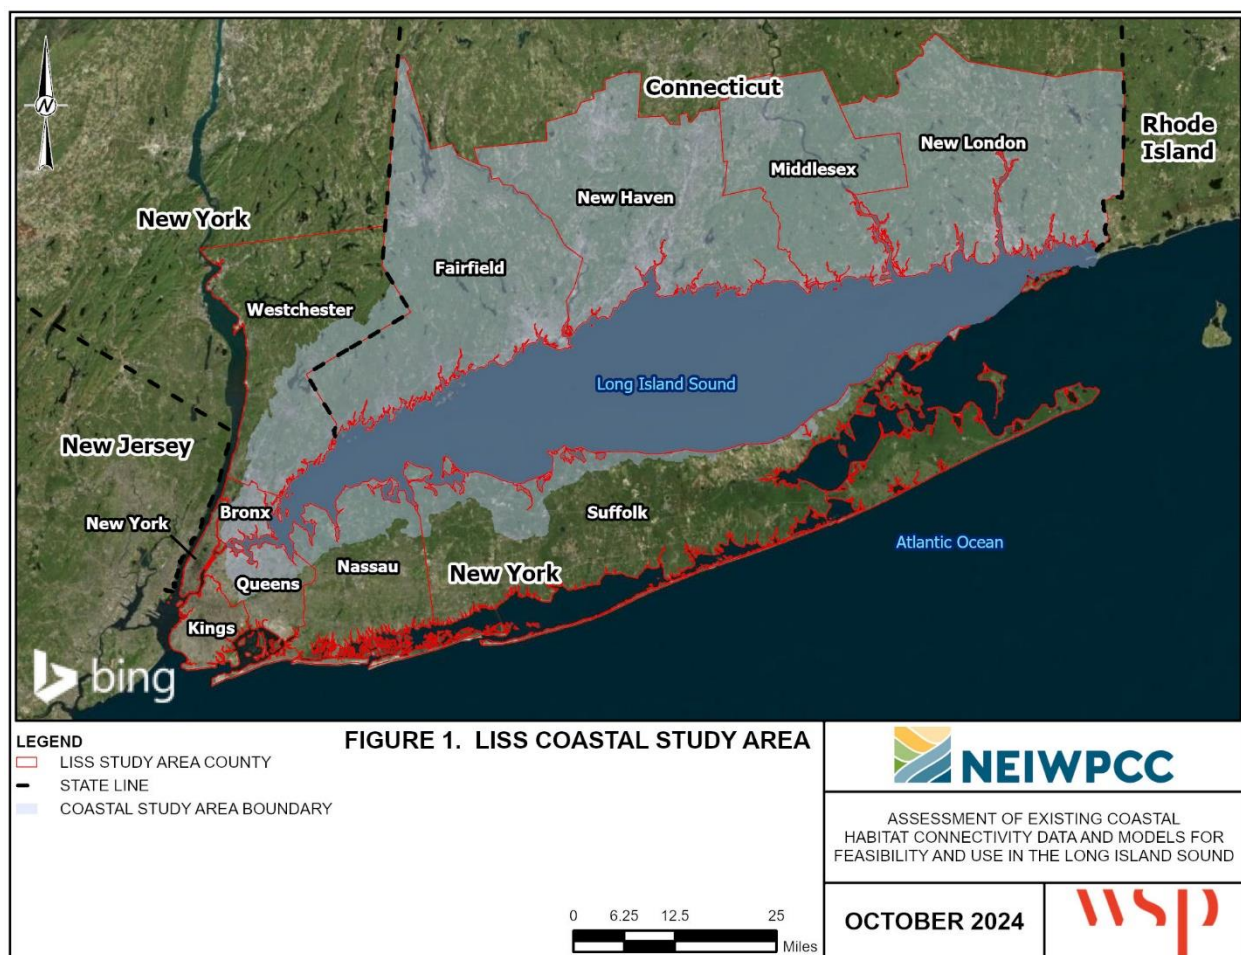 N
Connecticut
Rhode
Island
New London
Middlesex
New Haven
New York
Fairfield
Westchester
Long Island Sound
New Jersey
Bronx
New York
Suffolk
Atlantic Ocean
Nassau
New York
Queens
Kings
bing
LEGEND
LISS STUDY AREA COUNTY
STATE LINE
COASTAL STUDY AREA BOUNDARY
FIGURE 1. LISS COASTAL STUDY AREA
0 6.25 12.5 25
Miles
NEIWPCC
ASSESSMENT OF EXISTING COASTAL
HABITAT CONNECTIVITY DATA AND MODELS FOR
FEASIBILITY AND USE IN THE LONG ISLAND SOUND
OCTOBER 2024
wsp